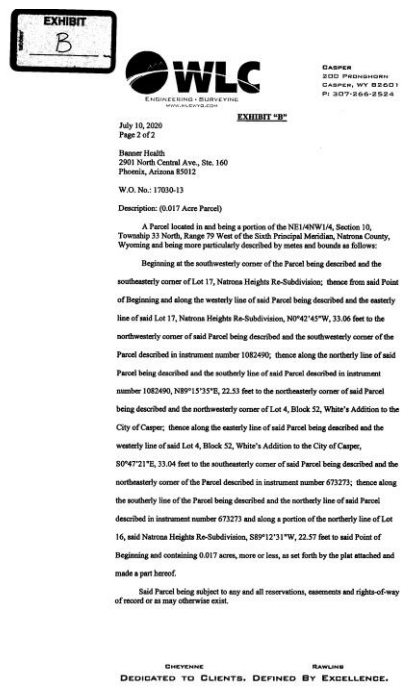 EXHIBIT
B
WLC
ENGINEERING • SURVEYING
WWW.WLCWYO.COM
CASPER
200 PRONGHORN
CASPER, WY 82601
P: 307-266-2524
EXHIBIT "B"
July 10, 2020
Page 2 of 2
Banner Health
2901 North Central Ave., Ste. 160
Phoenix, Arizona 85012
W.O. No.: 17030-13
Description: (0.017 Acre Parcel)
A Parcel located in and being a portion of the NE1/4NW1/4, Section 10,
Township 33 North, Range 79 West of the Sixth Principal Meridian, Natrona County,
Wyoming and being more particularly described by metes and bounds as follows:
Beginning at the southwesterly corner of the Parcel being described and the
southeasterly corner of Lot 17, Natrona Heights Re-Subdivision; thence from said Point
of Beginning and along the westerly line of said Parcel being described and the easterly
line of said Lot 17, Natrona Heights Re-Subdivision, N0°42'45"W, 33.06 feet to the
northwesterly corner of said Parcel being described and the southwesterly corner of the
Parcel described in instrument number 1082490; thence along the northerly line of said
Parcel being described and the southerly line of said Parcel described in instrument
number 1082490, N89°15'35"E, 22.53 feet to the northeasterly corner of said Parcel
being described and the northwesterly corner of Lot 4, Block 52, White's Addition to the
City of Casper; thence along the easterly line of said Parcel being described and the
westerly line of said Lot 4, Block 52, White's Addition to the City of Casper,
S0°47'21"E, 33.04 feet to the southeasterly corner of said Parcel being described and the
northeasterly corner of the Parcel described in instrument number 673273; thence along
the southerly line of the Parcel being described and the northerly line of said Parcel
described in instrument number 673273 and along a portion of the northerly line of Lot
16, said Natrona Heights Re-Subdivision, S89°12'31"W, 22.57 feet to said Point of
Beginning and containing 0.017 acres, more or less, as set forth by the plat attached and
made a part hereof.
Said Parcel being subject to any and all reservations, easements and rights-of-way
of record or as may otherwise exist.
CHEYENNE RAWLINS
DEDICATED TO CLIENTS. DEFINED BY EXCELLENCE.